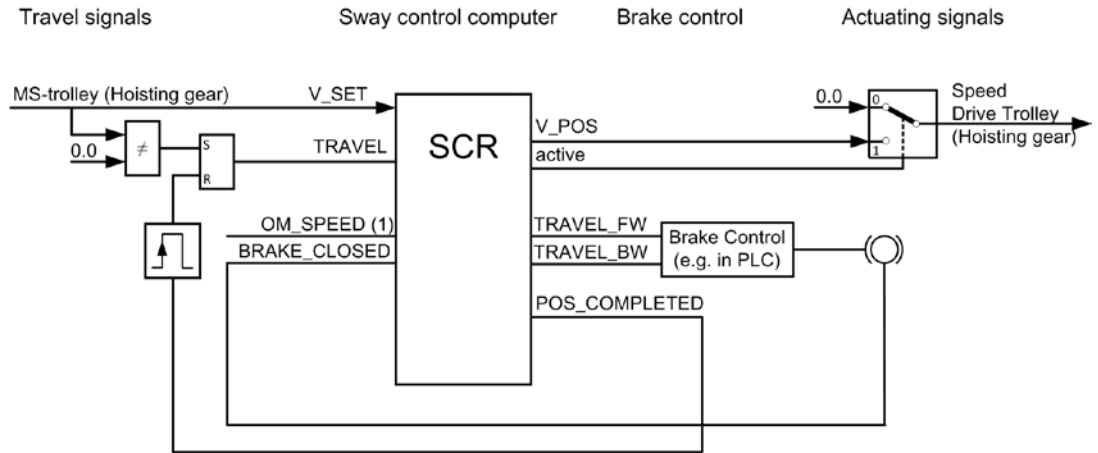 Travel signals
Sway control computer
Brake control
Actuating signals
MS-trolley (Hoisting gear)
V_SET
0.0
≠
S
R
TRAVEL
SCR
V_POS
active
0.0
0
1
Speed
Drive Trolley
(Hoisting gear)
OM_SPEED (1)
BRAKE_CLOSED
TRAVEL_FW
TRAVEL_BW
Brake Control
(e.g. in PLC)
POS_COMPLETED